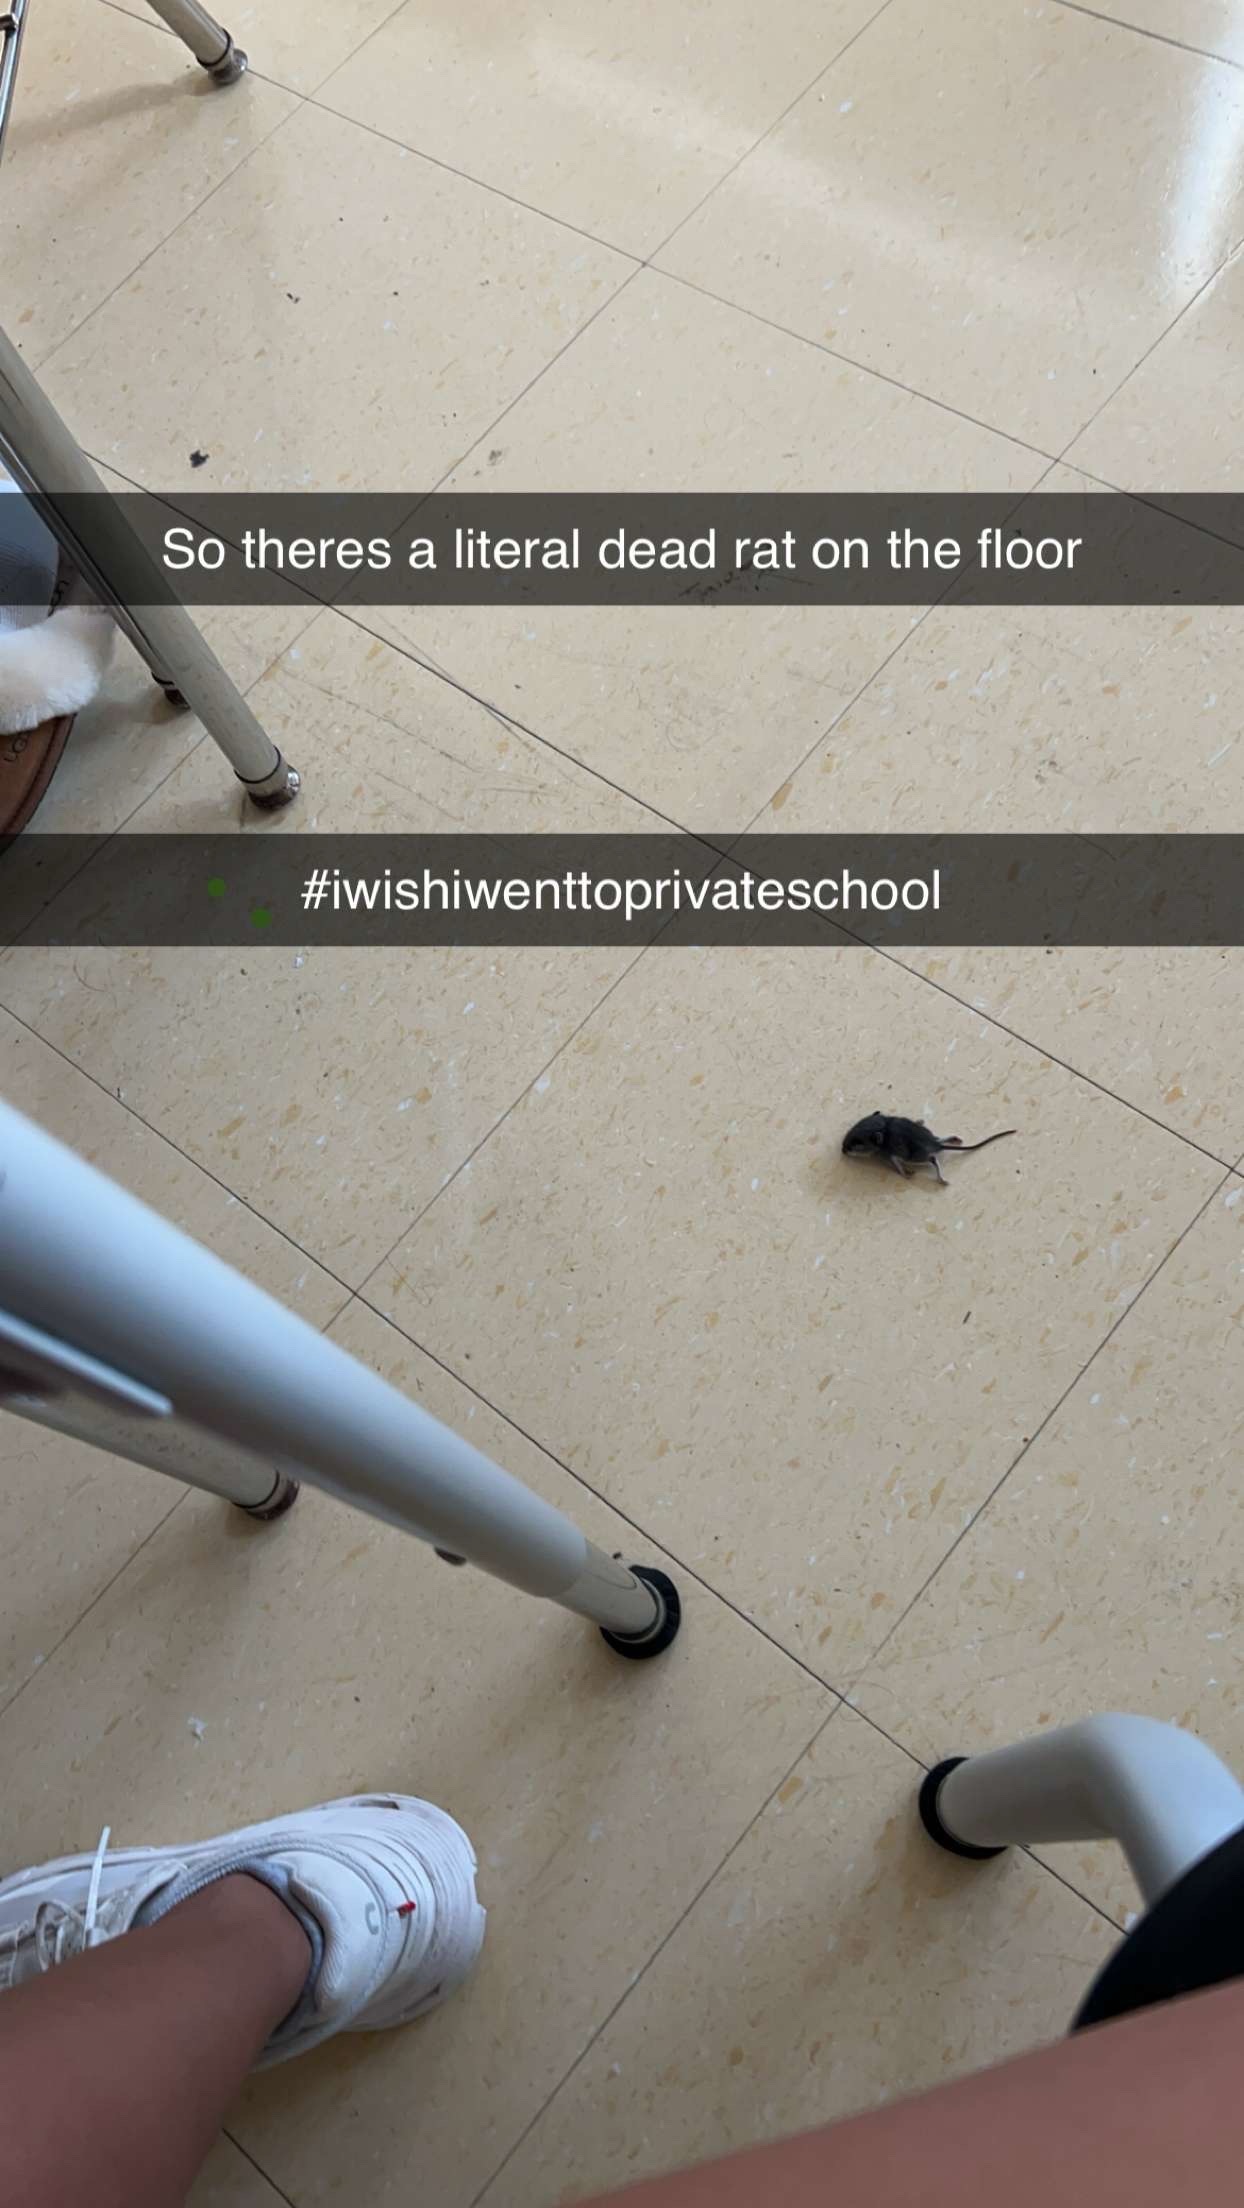 So theres a literal dead rat on the floor
#iwishiwenttoprivateschool